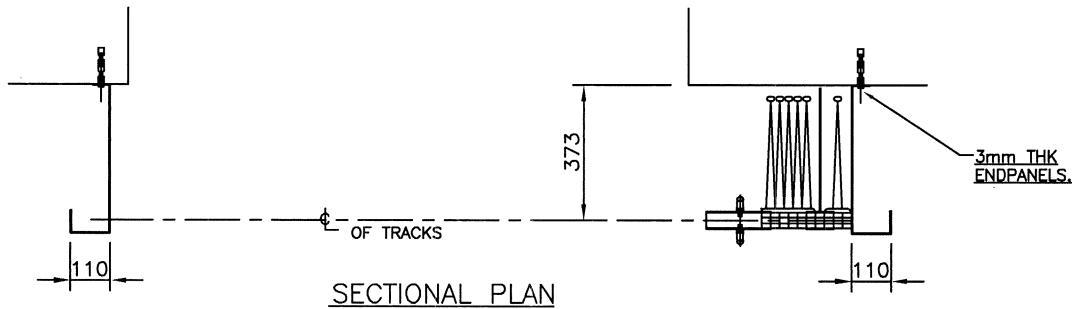 373
3mm THK
ENDPANELS.
℄ OF TRACKS
110
110
SECTIONAL PLAN